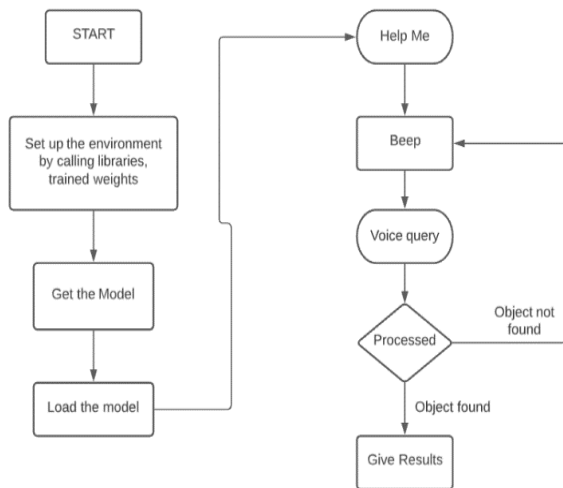 START
Set up the environment
by calling libraries,
trained weights
Get the Model
Load the model
Help Me
Beep
Voice query
Processed
Object not
found
Object found
Give Results